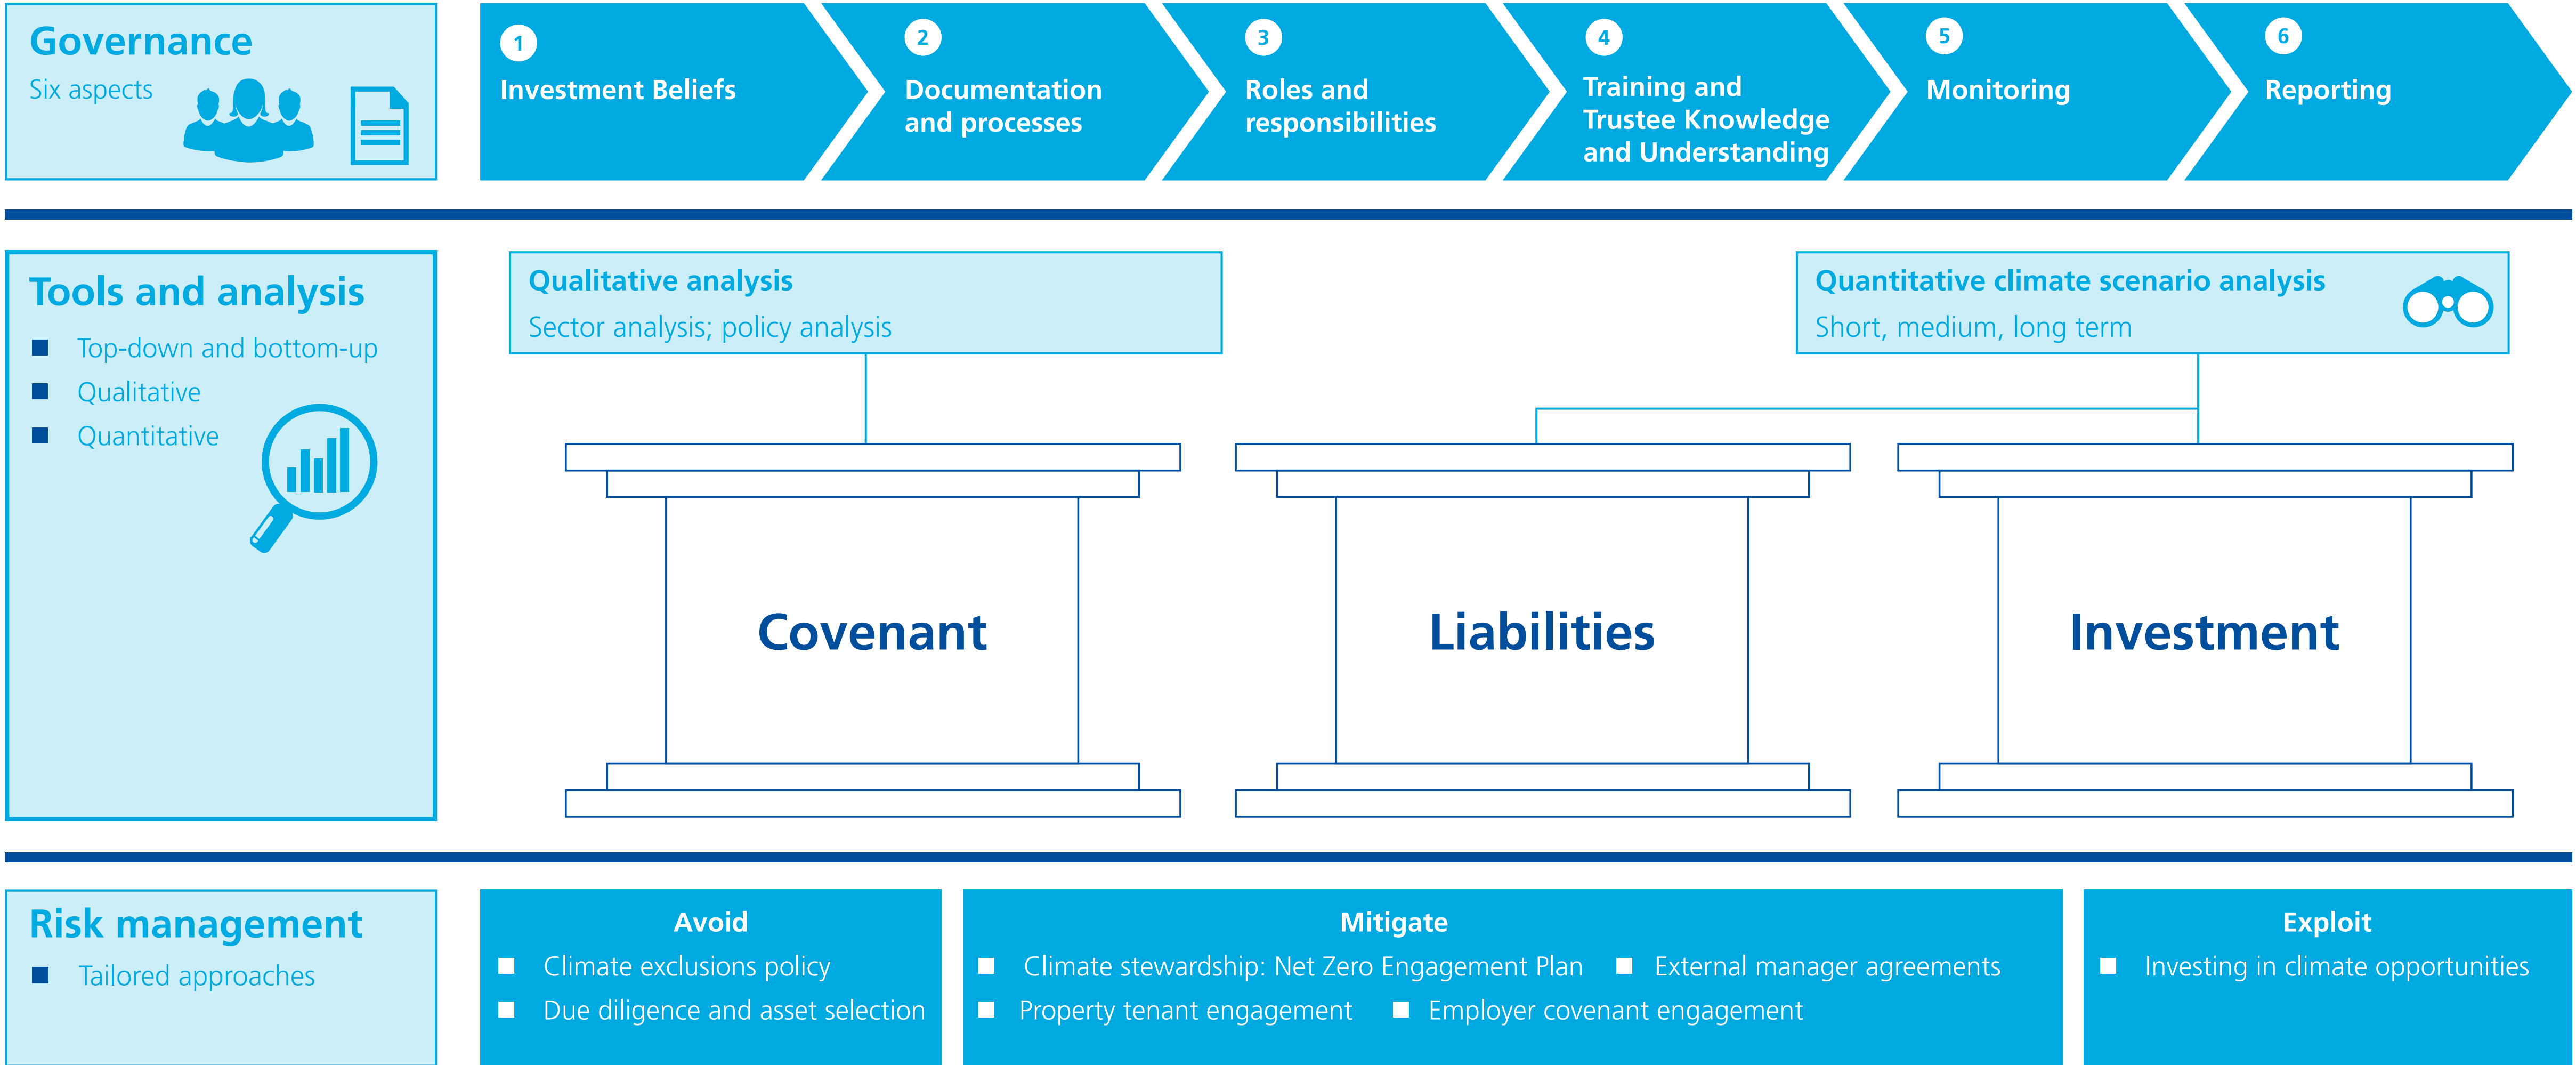 Governance
Six aspects
1
Investment Beliefs
2
Documentation
and processes
3
Roles and
responsibilities
4
Training and
Trustee Knowledge
and Understanding
5
Monitoring
6
Reporting
Tools and analysis
Top-down and bottom-up
Qualitative
Quantitative
Qualitative analysis
Sector analysis; policy analysis
Quantitative climate scenario analysis
Short, medium, long term
Covenant
Liabilities
Investment
Risk management
Tailored approaches
Avoid
Climate exclusions policy
Due diligence and asset selection
Mitigate
Climate stewardship: Net Zero Engagement Plan
External manager agreements
Property tenant engagement
Employer covenant engagement
Exploit
Investing in climate opportunities